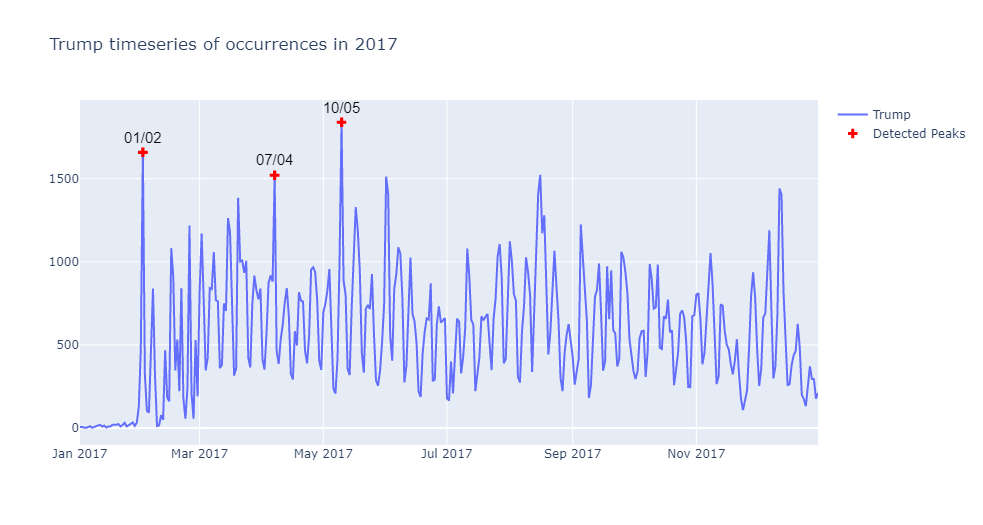 Trump timeseries of occurrences in 2017
10/05
01/02
07/04
Trump
Detected Peaks
1500
1000
500
0
Jan 2017
Mar 2017
May 2017
Jul 2017
Sep 2017
Nov 2017